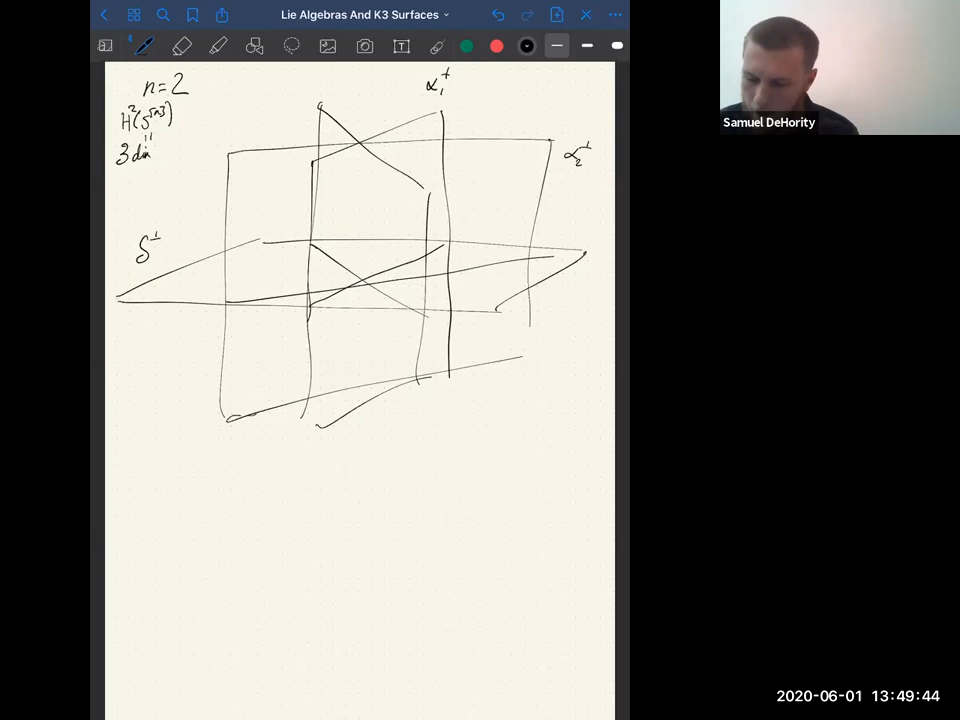 Lie Algebras And K3 Surfaces
n=2
α₁^⊥
H²(S^[n])
3 dim
α₂^⊥
δ^⊥
Samuel DeHority
2020-06-01 13:49:44